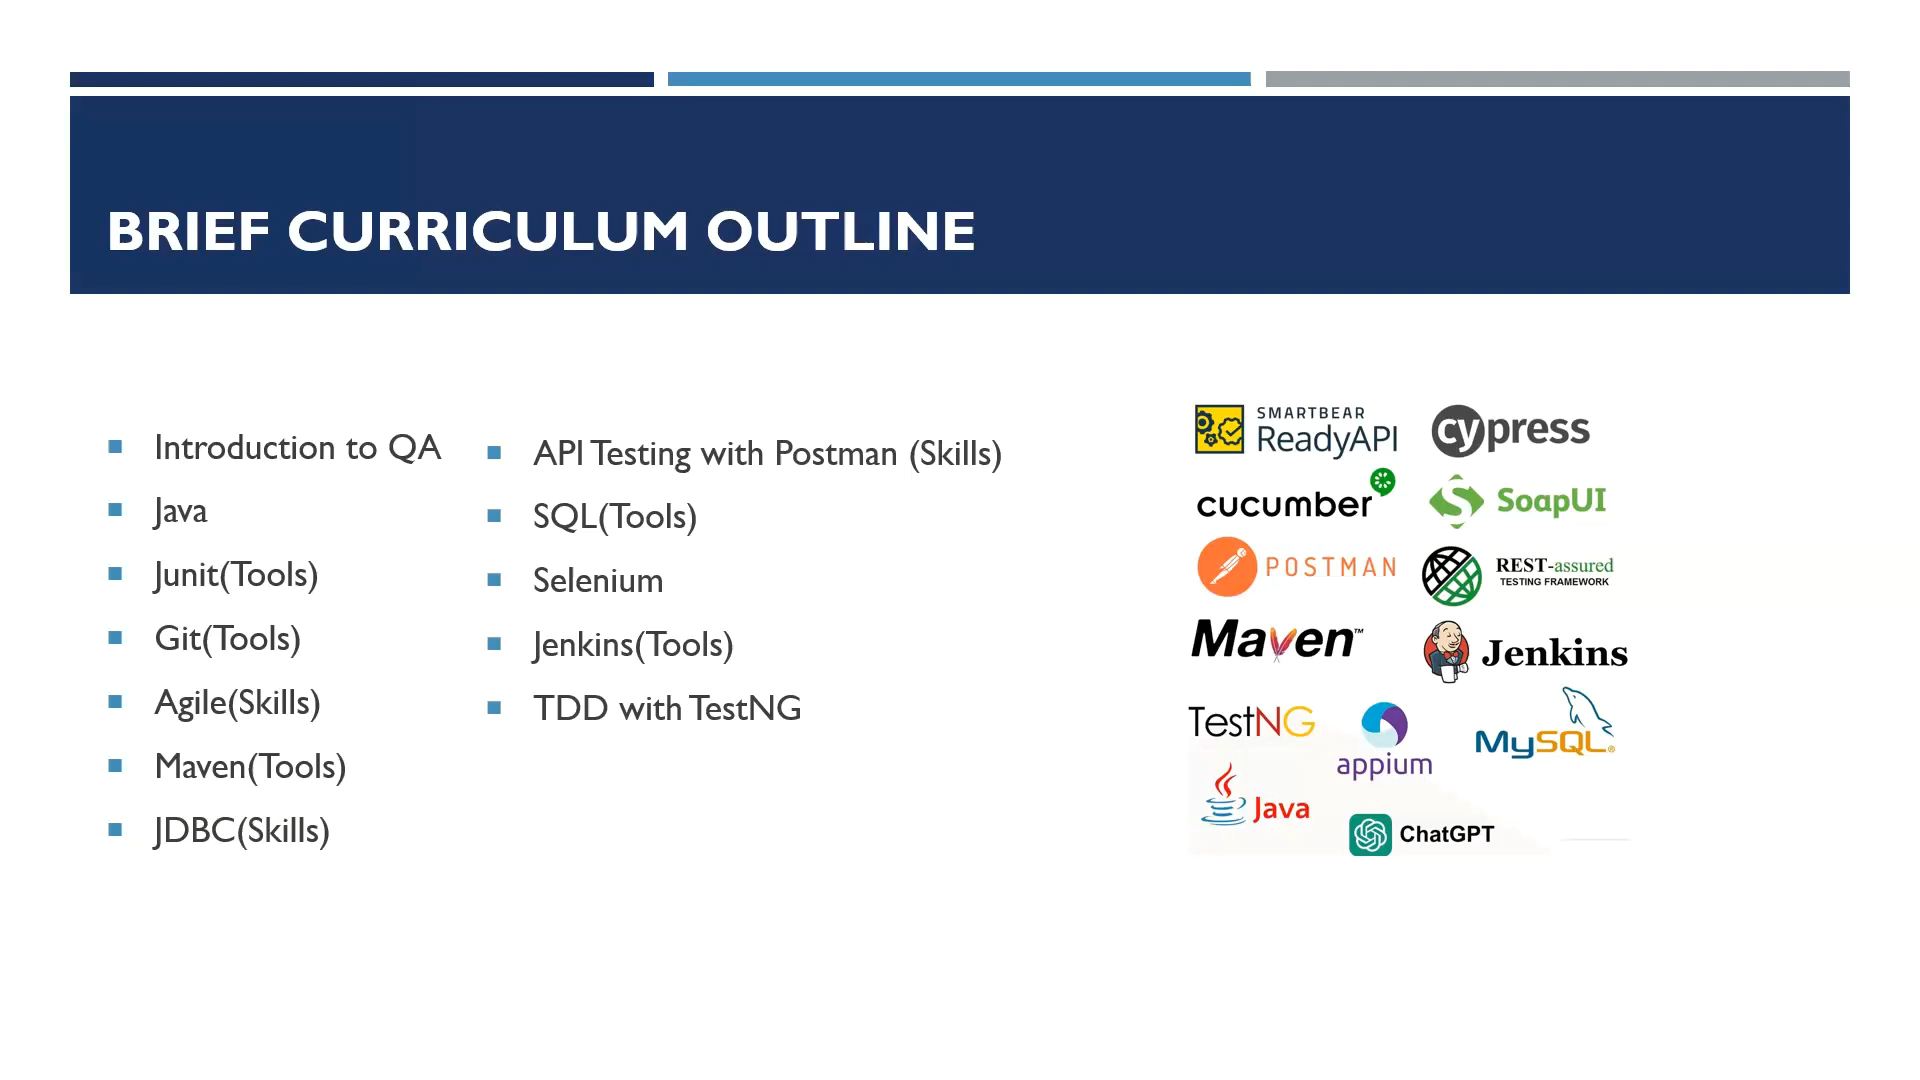 BRIEF CURRICULUM OUTLINE
Introduction to QA
Java
Junit(Tools)
Git(Tools)
Agile(Skills)
Maven(Tools)
JDBC(Skills)
API Testing with Postman (Skills)
SQL(Tools)
Selenium
Jenkins(Tools)
TDD with TestNG
SMARTBEAR
ReadyAPI
cypress
cucumber
SoapUI
POSTMAN
REST-assured
TESTING FRAMEWORK
Maven™
Jenkins
TestNG
appium
MySQL®
Java
ChatGPT